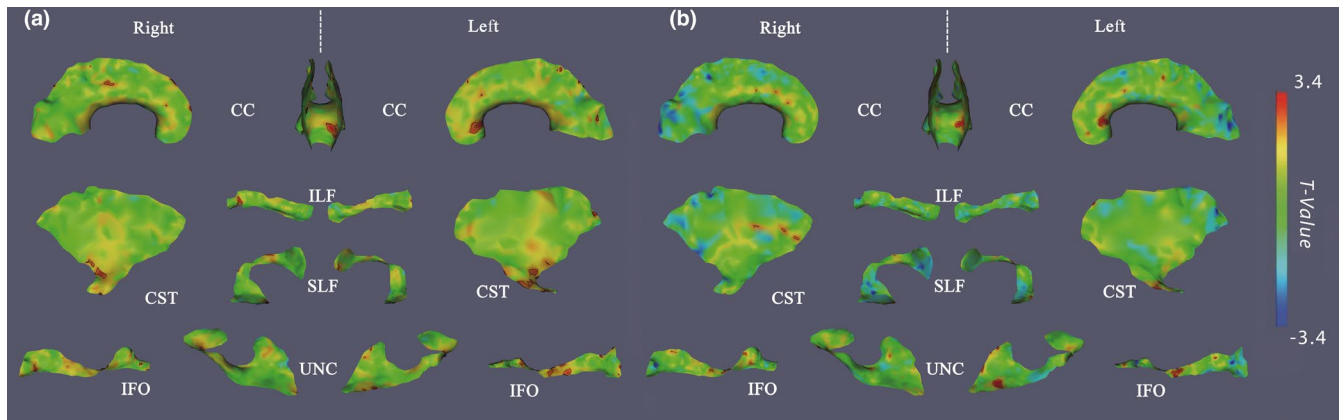 (a) Right Left (b) Right Left
3.4
CC CC CC CC
ILF ILF
T-Value
CST SLF CST CST SLF CST
-3.4
UNC UNC
IFO IFO IFO IFO